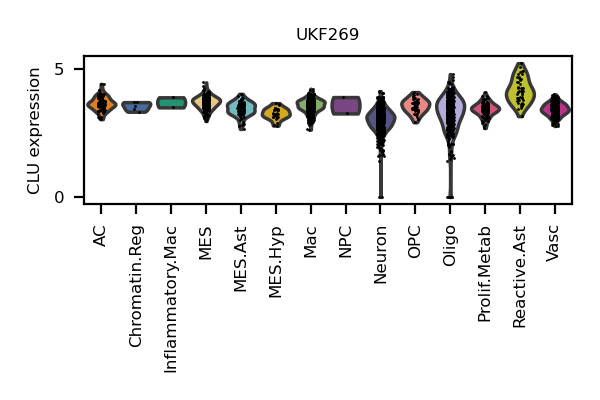 UKF269
CLU expression
5
0
AC
Chromatin.Reg
Inflammatory.Mac
MES
MES.Ast
MES.Hyp
Mac
NPC
Neuron
OPC
Oligo
Prolif.Metab
Reactive.Ast
Vasc